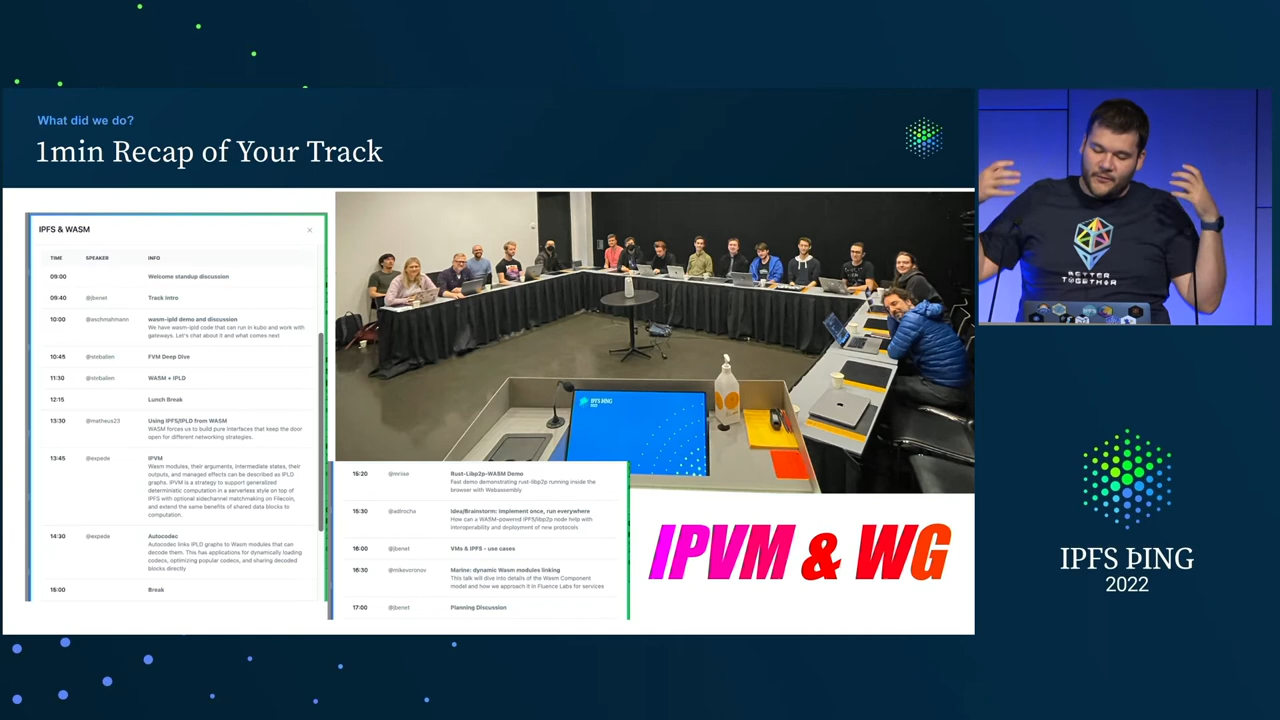 What did we do?
1min Recap of Your Track
IPFS & WASM
TIME SPEAKER INFO
09:00 Welcome standup discussion
09:40 @jbenet Track Intro
10:00 @aschmahmann wasm-ipld demo and discussion
We have wasm-ipld code that can run in kubo and work with
gateways. Let's chat about it and what comes next
10:45 @stebalien FVM Deep Dive
11:30 @stebalien WASM + IPLD
12:15 Lunch Break
13:30 @matheus23 Using IPFS/IPLD from WASM
WASM forces us to build pure interfaces that keep the door
open for different networking strategies.
13:45 @expede IPVM
Wasm modules, their arguments, intermediate states, their
outputs, and managed effects can be described as IPLD
graphs. IPVM is a strategy to support generalized
deterministic computation in a serverless style on top of
IPFS with optional sidechannel matchmaking on Filecoin,
and extend the same benefits of shared data blocks to
computation.
14:30 @expede Autocodec
Autocodec links IPLD graphs to Wasm modules that can
decode them. This has applications for dynamically loading
codecs, optimizing popular codecs, and sharing decoded
blocks directly
15:00 Break
15:20 @mriise Rust-Libp2p-WASM Demo
Fast demo demonstrating rust-libp2p running inside the
browser with Webassembly
15:30 @adlrocha Idea/Brainstorm: Implement once, run everywhere
How can a WASM-powered IPFS/libp2p node help with
interoperability and deployment of new protocols
16:00 @jbenet VMs & IPFS - use cases
16:30 @mikevoronov Marine: dynamic Wasm modules linking
This talk will dive into details of the Wasm Component
model and how we approach it in Fluence Labs for services
17:00 @jbenet Planning Discussion
IPFS ÞING
2022
IPVM & WG
BETTER
TOGETHER
IPFS ÞING
2022